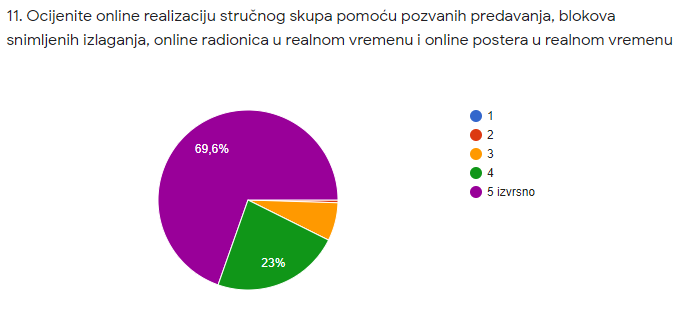 11. Ocijenite online realizaciju stručnog skupa pomoću pozvanih predavanja, blokova
snimljenih izlaganja, online radionica u realnom vremenu i online postera u realnom vremenu
69,6%
23%
1
2
3
4
5 izvrsno